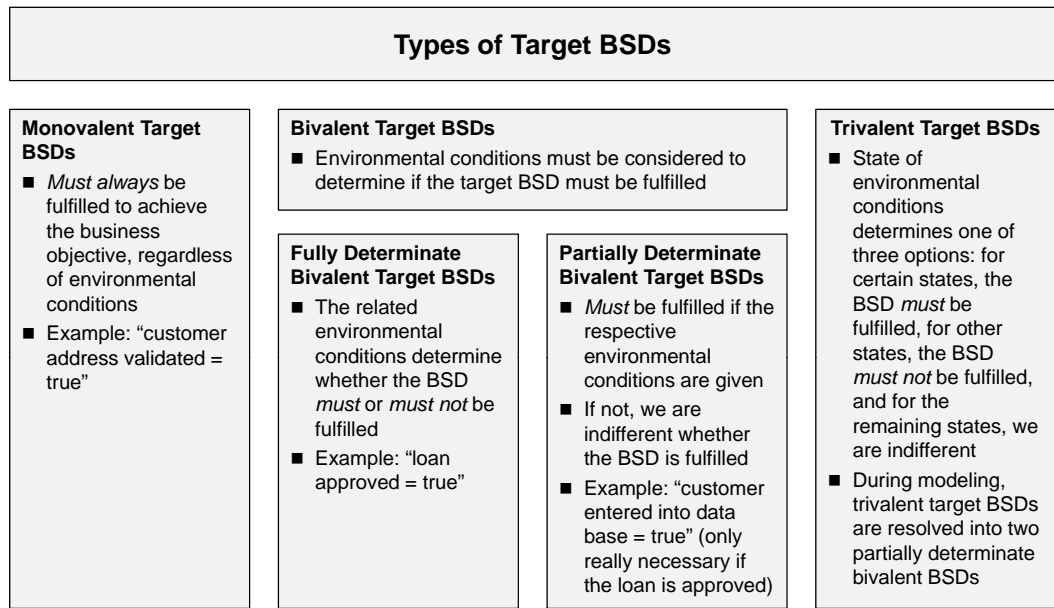 Types of Target BSDs
Monovalent Target
BSDs
■ Must always be
fulfilled to achieve
the business
objective, regardless
of environmental
conditions
■ Example: “customer
address validated =
true”
Bivalent Target BSDs
■ Environmental conditions must be considered to
determine if the target BSD must be fulfilled
Fully Determinate
Bivalent Target BSDs
■ The related
environmental
conditions determine
whether the BSD
must or must not be
fulfilled
■ Example: “loan
approved = true”
Partially Determinate
Bivalent Target BSDs
■ Must be fulfilled if the
respective
environmental
conditions are given
■ If not, we are
indifferent whether
the BSD is fulfilled
■ Example: “customer
entered into data
base = true” (only
really necessary if
the loan is approved)
Trivalent Target BSDs
■ State of
environmental
conditions
determines one of
three options: for
certain states, the
BSD must be
fulfilled, for other
states, the BSD
must not be fulfilled,
and for the
remaining states, we
are indifferent
■ During modeling,
trivalent target BSDs
are resolved into two
partially determinate
bivalent BSDs